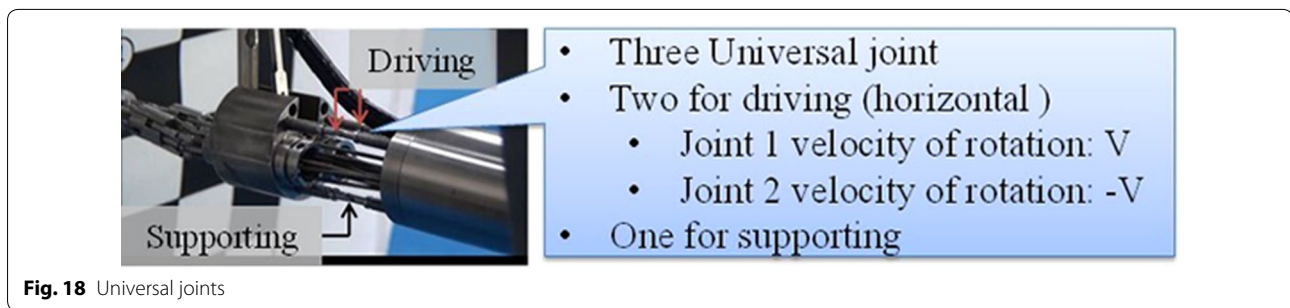 Driving
Supporting
• Three Universal joint
• Two for driving (horizontal )
• Joint 1 velocity of rotation: V
• Joint 2 velocity of rotation: -V
• One for supporting
Fig. 18 Universal joints